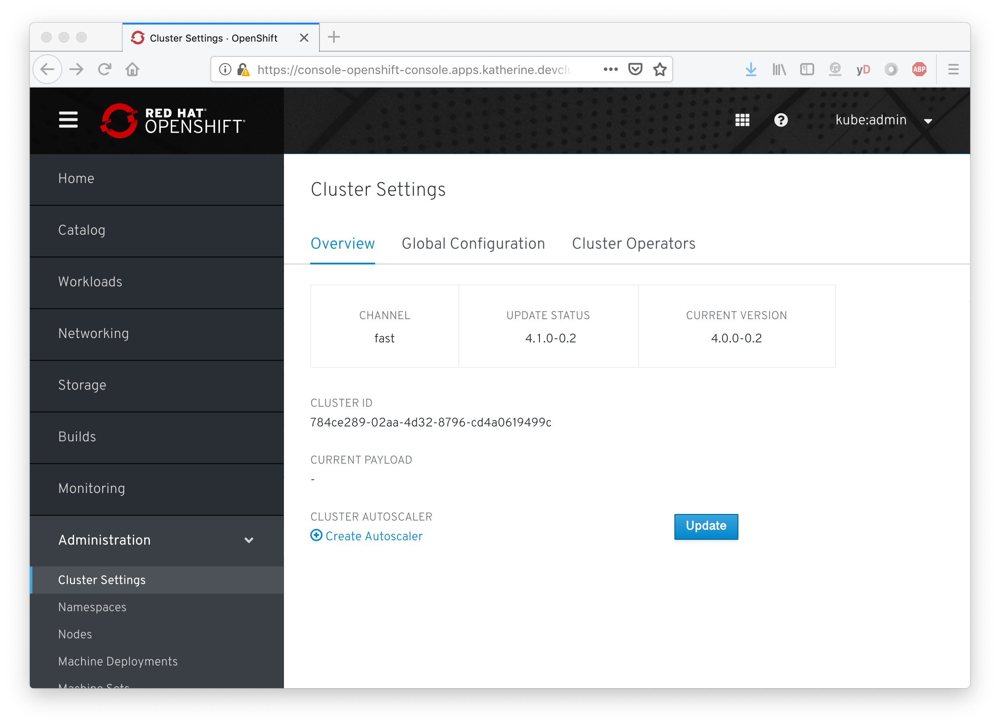 Cluster Settings · OpenShift
https://console-openshift-console.apps.katherine.devclu
yD
ABP
RED HAT®
OPENSHIFT®
kube:admin
Home
Catalog
Workloads
Networking
Storage
Builds
Monitoring
Administration
Cluster Settings
Namespaces
Nodes
Machine Deployments
Machine Sets
Cluster Settings
Overview Global Configuration Cluster Operators
CHANNEL
fast
UPDATE STATUS
4.1.0-0.2
CURRENT VERSION
4.0.0-0.2
CLUSTER ID
784ce289-02aa-4d32-8796-cd4a0619499c
CURRENT PAYLOAD
-
CLUSTER AUTOSCALER
Create Autoscaler
Update